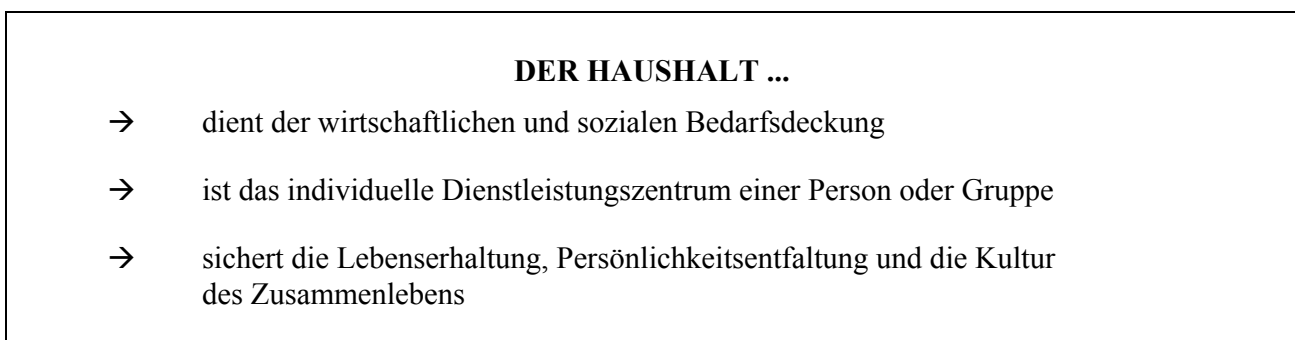 DER HAUSHALT ...
→ dient der wirtschaftlichen und sozialen Bedarfsdeckung
→ ist das individuelle Dienstleistungszentrum einer Person oder Gruppe
→ sichert die Lebenserhaltung, Persönlichkeitsentfaltung und die Kultur
des Zusammenlebens